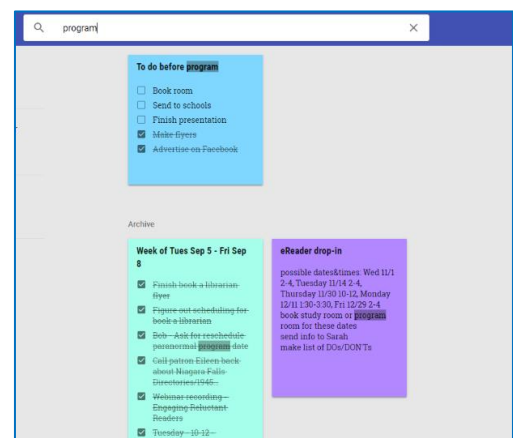 program
To do before program
Book room
Send to schools
Finish presentation
Make flyers
Advertise on Facebook
Archive
Week of Tues Sep 5 - Fri Sep
8
Finish book a librarian
flyer
Figure out scheduling for
book a librarian
Bob - Ask for reschedule
paranormal program date
Call patron Eileen back
about Niagara Falls
Directories/1945..
Webinar recording -
Engaging Reluctant
Readers
Tuesday - 10-12 -
eReader drop-in
possible dates&times: Wed 11/1
2-4, Tuesday 11/14 2-4,
Thursday 11/30 10-12, Monday
12/11 1:30-3:30, Fri 12/29 2-4
book study room or program
room for these dates
send info to Sarah
make list of DOs/DON'Ts